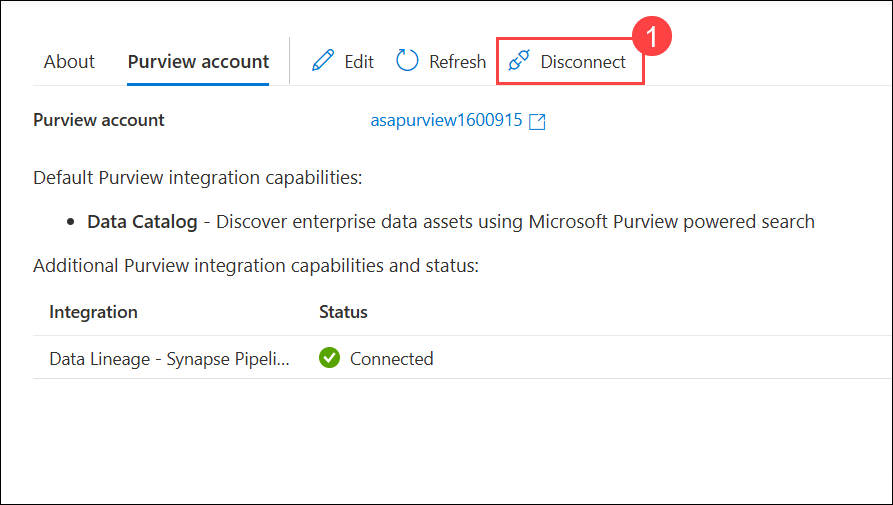 1
About Purview account Edit Refresh Disconnect
Purview account asapurview1600915
Default Purview integration capabilities:
• Data Catalog - Discover enterprise data assets using Microsoft Purview powered search
Additional Purview integration capabilities and status:
Integration Status
Data Lineage - Synapse Pipeli... Connected